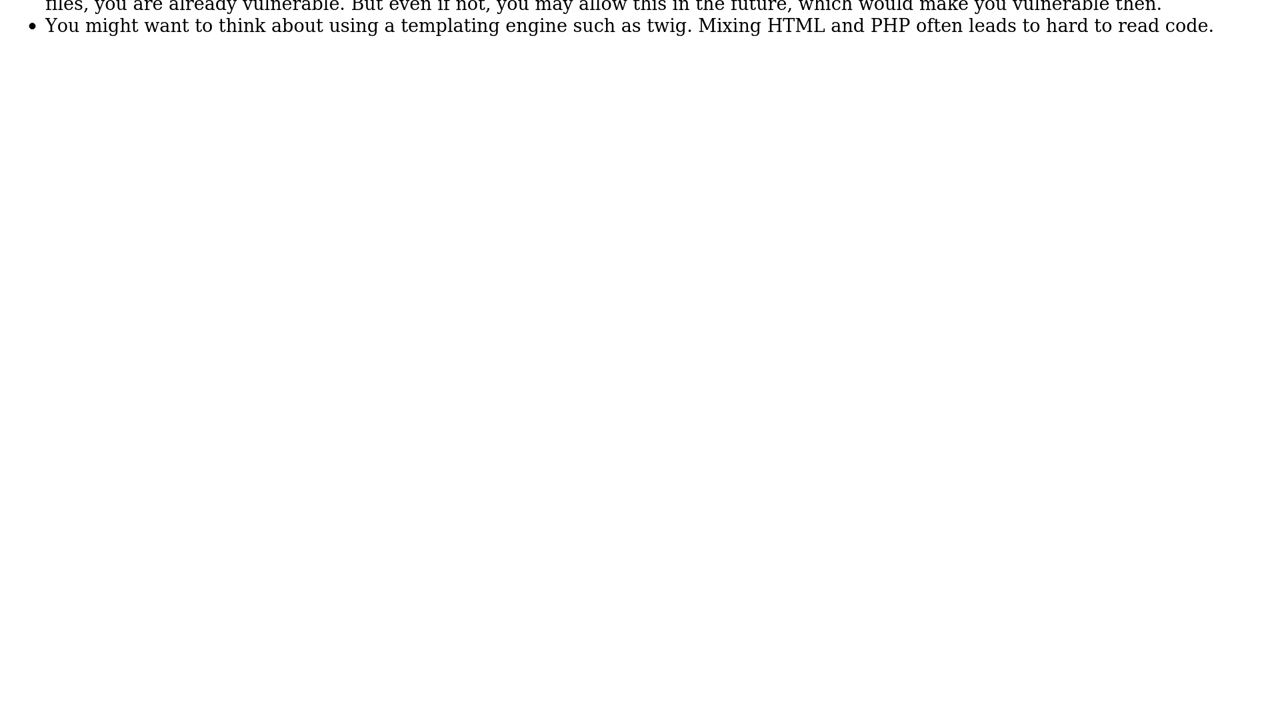 files, you are already vulnerable. But even if not, you may allow this in the future, which would make you vulnerable then.
• You might want to think about using a templating engine such as twig. Mixing HTML and PHP often leads to hard to read code.